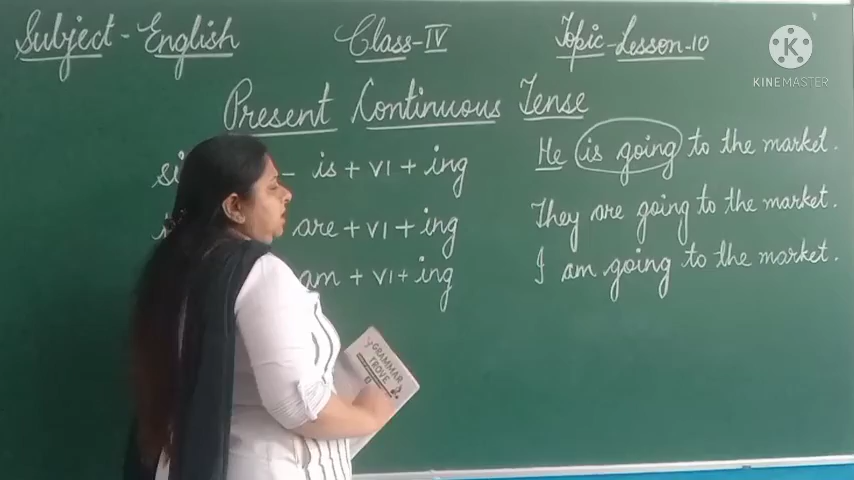 Subject - English Class - IV Topic - Lesson - 10
KINEMASTER
Present Continuous Tense
- is + v1 + ing He is going to the market.
are + v1 + ing They are going to the market.
am + v1 + ing I am going to the market.
GRAMMAR
TROVE